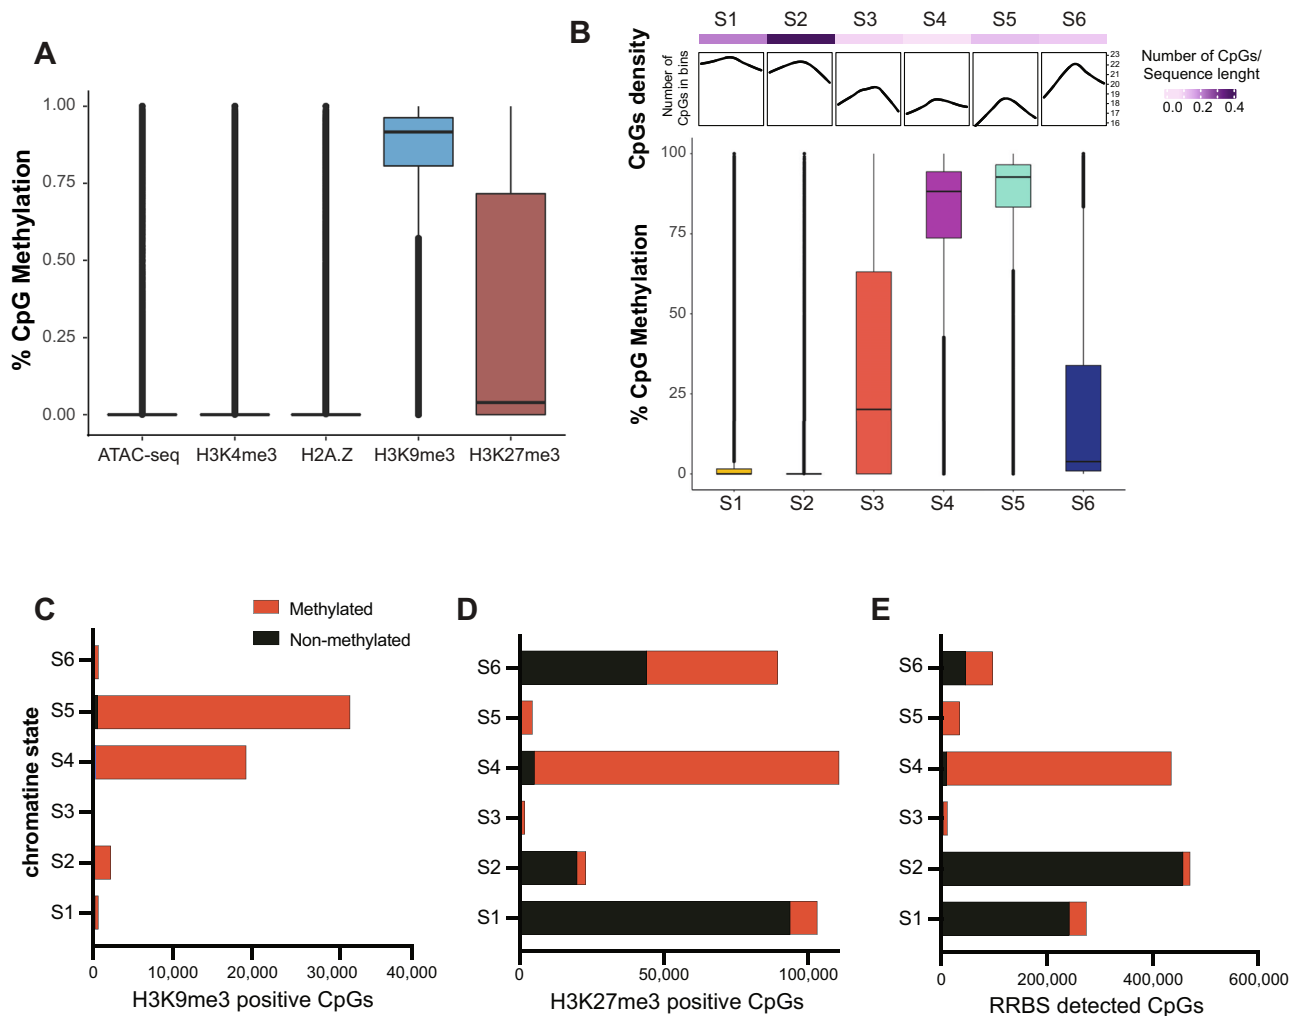 A
1.00
0.75
0.50
0.25
0.00
% CpG Methylation
ATAC-seq
H3K4me3
H2A.Z
H3K9me3
H3K27me3
B
S1
S2
S3
S4
S5
S6
CpGs density
Number of
CpGs in bins
23
22
21
20
19
18
17
16
Number of CpGs/
Sequence lenght
0.0 0.2 0.4
% CpG Methylation
100
75
50
25
0
S1
S2
S3
S4
S5
S6
C
Methylated
Non-methylated
chromatine state
S6
S5
S4
S3
S2
S1
0
10,000
20,000
30,000
40,000
H3K9me3 positive CpGs
D
S6
S5
S4
S3
S2
S1
0
50,000
100,000
H3K27me3 positive CpGs
E
S6
S5
S4
S3
S2
S1
0
200,000
400,000
600,000
RRBS detected CpGs